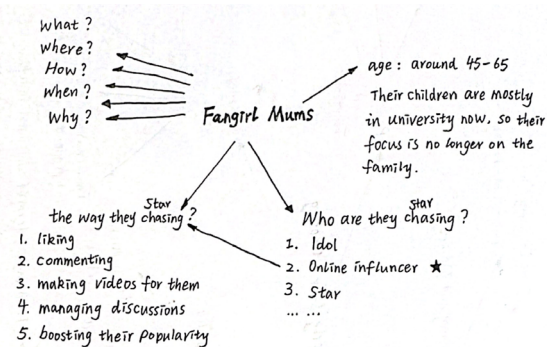 What?
where?
How?
when?
Why?
Fangirl Mums
age: around 45-65
Their children are mostly
in university now, so their
focus is no longer on the
family.
Star
the way they chasing?
1. liking
2. commenting
3. making videos for them
4. managing discussions
5. boosting their popularity
star
Who are they chasing?
1. Idol
2. Online influncer ★
3. Star
... ...